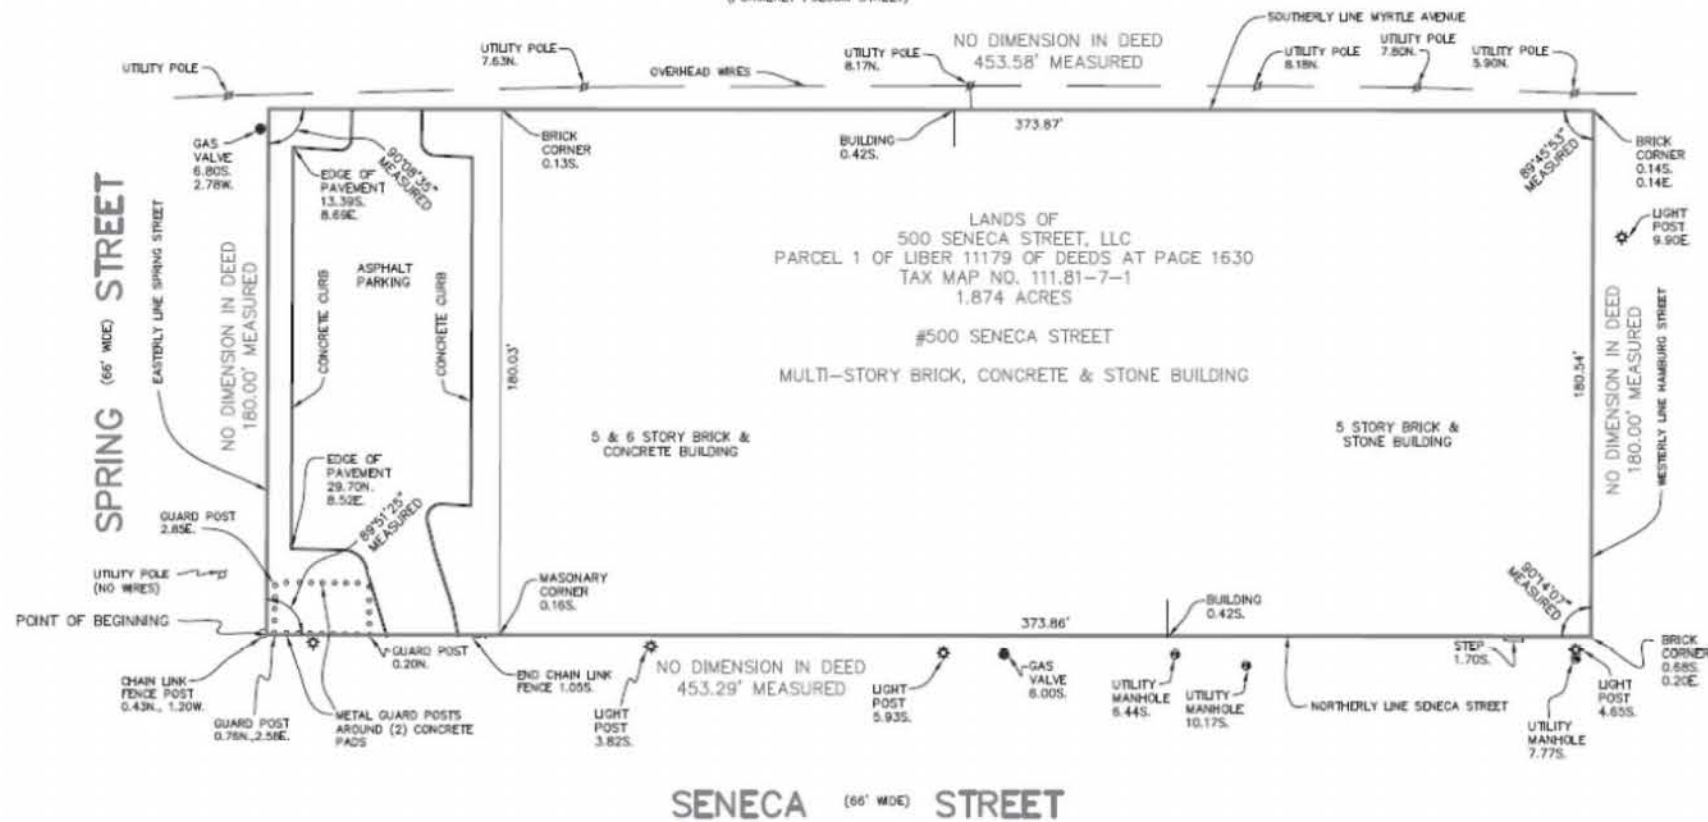 SOUTHERLY LINE MYRTLE AVENUE
UTILITY POLE
UTILITY POLE
7.63N.
OVERHEAD WIRES
UTILITY POLE
8.17N.
NO DIMENSION IN DEED
453.58' MEASURED
UTILITY POLE
8.18N.
UTILITY POLE
7.80N.
UTILITY POLE
5.90N.
GAS
VALVE
6.80S.
2.78W.
90°08'35"
MEASURED
BRICK
CORNER
0.13S.
BUILDING
0.42S.
373.87'
89°45'53"
MEASURED
BRICK
CORNER
0.14S.
0.14E.
EDGE OF
PAVEMENT
13.39S.
8.69E.
LIGHT
POST
9.90E.
SPRING (66' WIDE) STREET
EASTERLY LINE SPRING STREET
NO DIMENSION IN DEED
180.00' MEASURED
CONCRETE CURB
ASPHALT
PARKING
CONCRETE CURB
180.03'
LANDS OF
500 SENECA STREET, LLC
PARCEL 1 OF LIBER 11179 OF DEEDS AT PAGE 1630
TAX MAP NO. 111.81-7-1
1.874 ACRES
#500 SENECA STREET
MULTI-STORY BRICK, CONCRETE & STONE BUILDING
5 & 6 STORY BRICK &
CONCRETE BUILDING
5 STORY BRICK &
STONE BUILDING
180.54'
NO DIMENSION IN DEED
180.00' MEASURED
WESTERLY LINE HAMBURG STREET
EDGE OF
PAVEMENT
29.70N.
8.52E.
89°51'25"
MEASURED
GUARD POST
2.85E.
UTILITY POLE
(NO WIRES)
POINT OF BEGINNING
MASONARY
CORNER
0.16S.
BUILDING
0.42S.
373.86'
90°14'07"
MEASURED
CHAIN LINK
FENCE POST
0.43N., 1.20W.
GUARD POST
0.76N.,2.58E.
METAL GUARD POSTS
AROUND (2) CONCRETE
PADS
GUARD POST
0.20N.
END CHAIN LINK
FENCE 1.05S.
LIGHT
POST
3.82S.
NO DIMENSION IN DEED
453.29' MEASURED
LIGHT
POST
5.93S.
GAS
VALVE
6.00S.
UTILITY
MANHOLE
6.44S.
UTILITY
MANHOLE
10.17S.
NORTHERLY LINE SENECA STREET
STEP
1.70S.
UTILITY
MANHOLE
7.77S.
LIGHT
POST
4.65S.
BRICK
CORNER
0.68S.
0.20E.
SENECA (66' WIDE) STREET